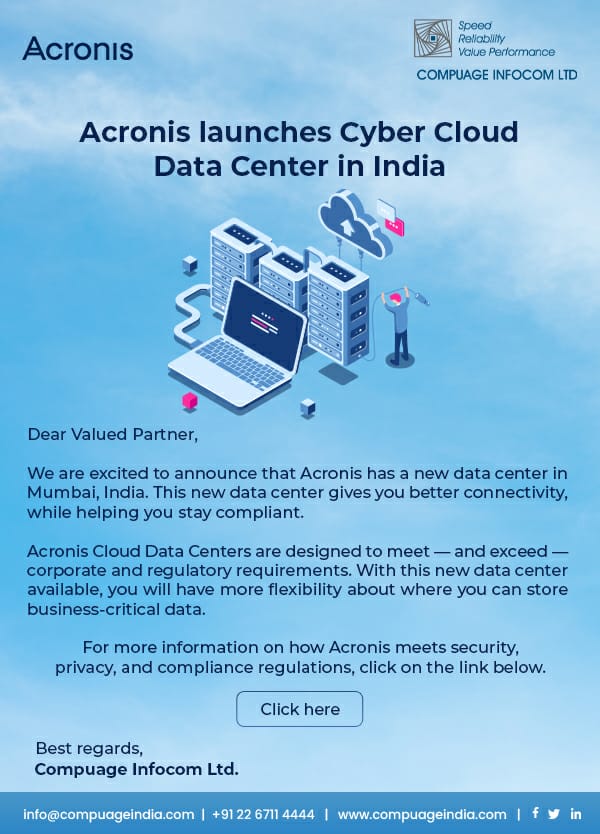 Acronis
Speed
Reliability
Value Performance
COMPUAGE INFOCOM LTD
Acronis launches Cyber Cloud
Data Center in India
Dear Valued Partner,
We are excited to announce that Acronis has a new data center in
Mumbai, India. This new data center gives you better connectivity,
while helping you stay compliant.
Acronis Cloud Data Centers are designed to meet — and exceed —
corporate and regulatory requirements. With this new data center
available, you will have more flexibility about where you can store
business-critical data.
For more information on how Acronis meets security,
privacy, and compliance regulations, click on the link below.
Click here
Best regards,
Compuage Infocom Ltd.
info@compuageindia.com | +91 22 6711 4444 | www.compuageindia.com |